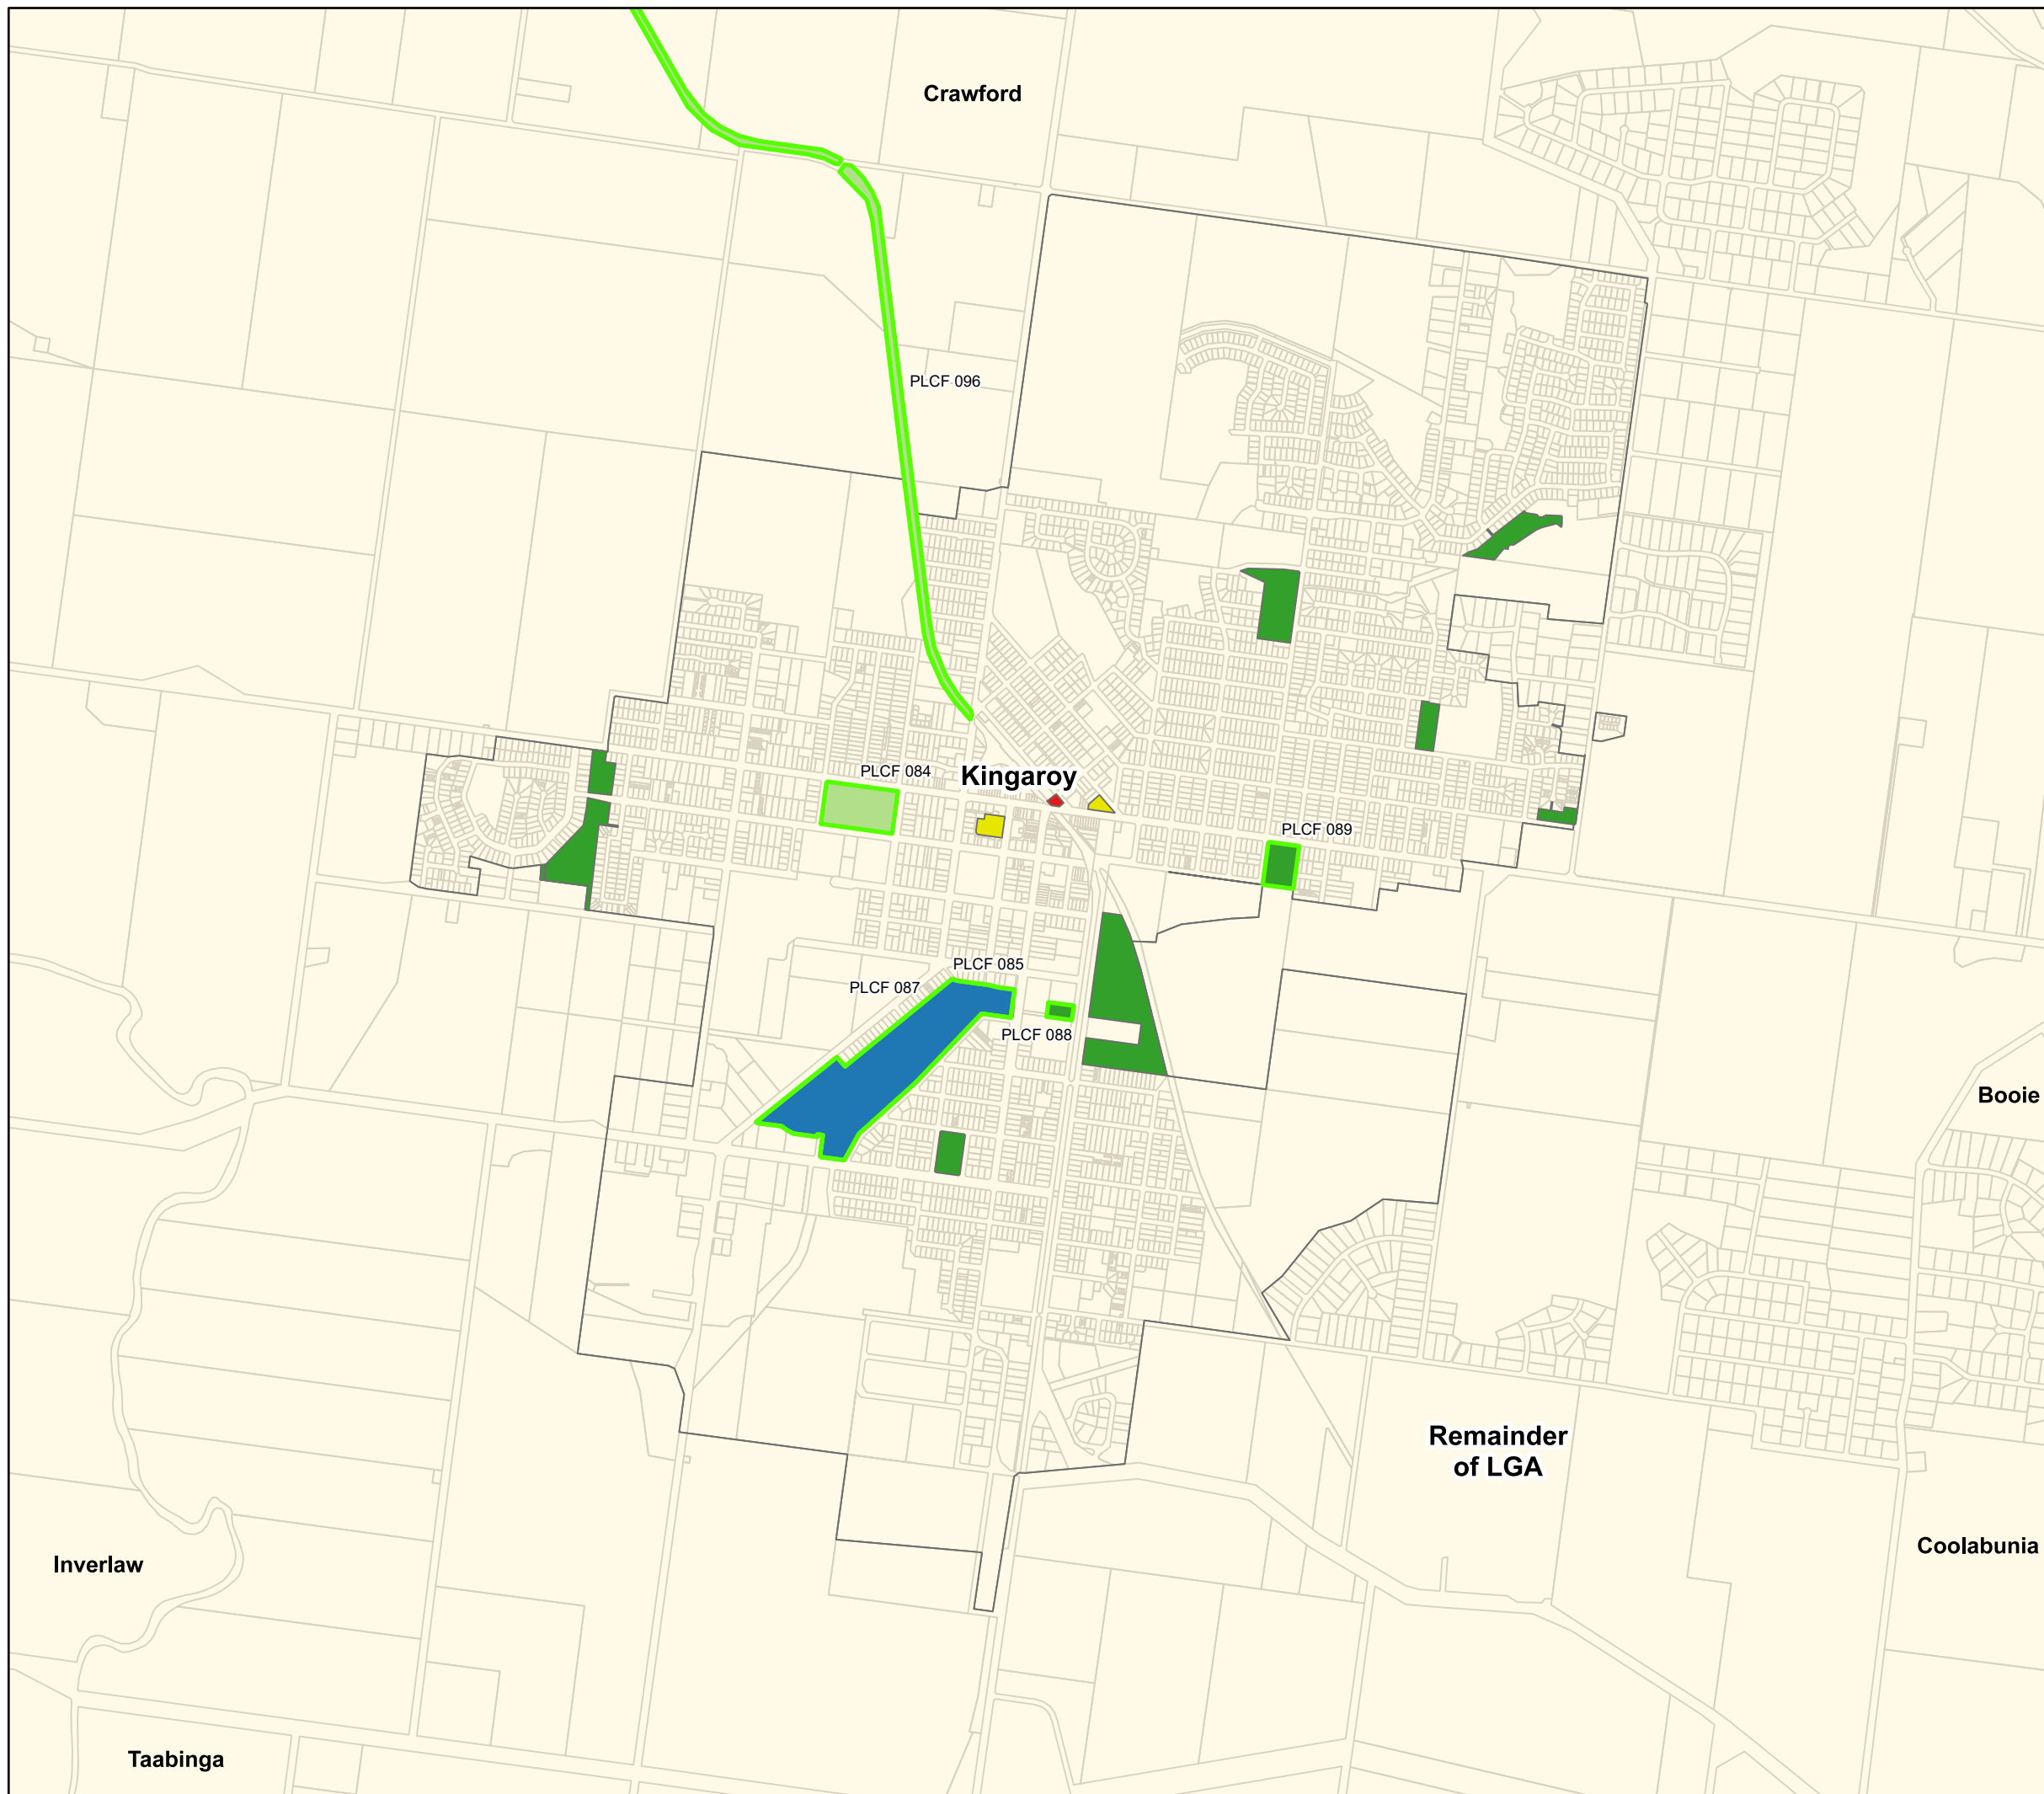 Crawford
PLCF 096
PLCF 084
Kingaroy
PLCF 089
PLCF 085
PLCF 087
PLCF 088
Booie
Remainder
of LGA
Coolabunia
Inverlaw
Taabinga